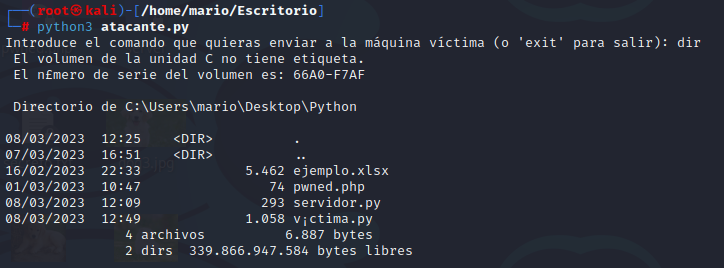 ┌──(root㉿kali)-[/home/mario/Escritorio]
└─# python3 atacante.py
Introduce el comando que quieras enviar a la máquina víctima (o 'exit' para salir): dir
 El volumen de la unidad C no tiene etiqueta.
 El n£mero de serie del volumen es: 66A0-F7AF

 Directorio de C:\Users\mario\Desktop\Python

08/03/2023  12:25    <DIR>          .
07/03/2023  16:51    <DIR>          ..
16/02/2023  22:33             5.462 ejemplo.xlsx
01/03/2023  10:47                74 pwned.php
08/03/2023  12:09               293 servidor.py
08/03/2023  12:49             1.058 v¡ctima.py
               4 archivos          6.887 bytes
               2 dirs  339.866.947.584 bytes libres